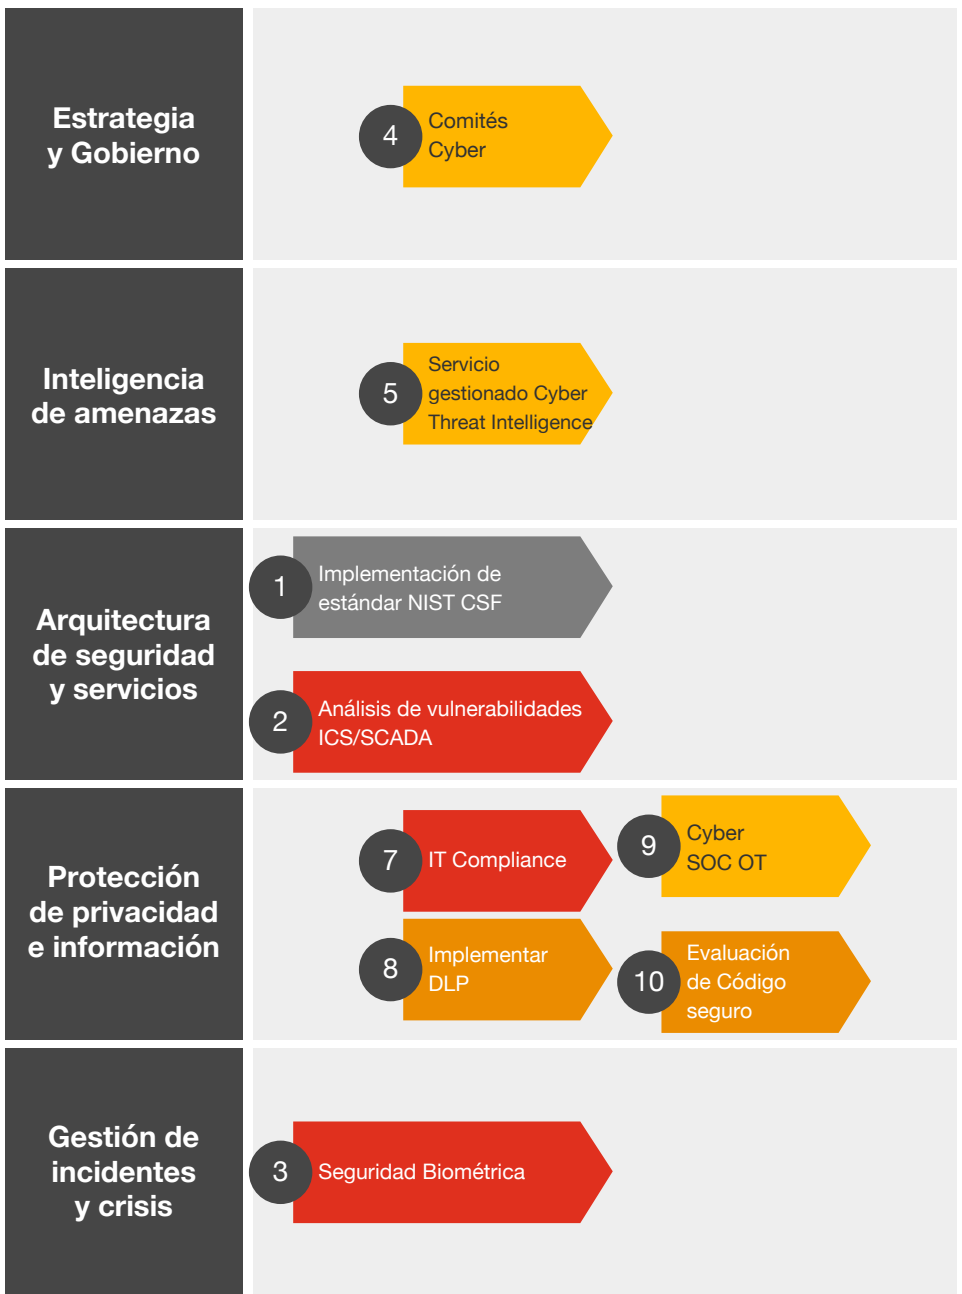 Estrategia
y Gobierno
4
Comités
Cyber
Inteligencia
de amenazas
5
Servicio
gestionado Cyber
Threat Intelligence
Arquitectura
de seguridad
y servicios
1
Implementación de
estándar NIST CSF
2
Análisis de vulnerabilidades
ICS/SCADA
Protección
de privacidad
e información
7
IT Compliance
9
Cyber
SOC OT
8
Implementar
DLP
10
Evaluación
de Código
seguro
Gestión de
incidentes
y crisis
3
Seguridad Biométrica